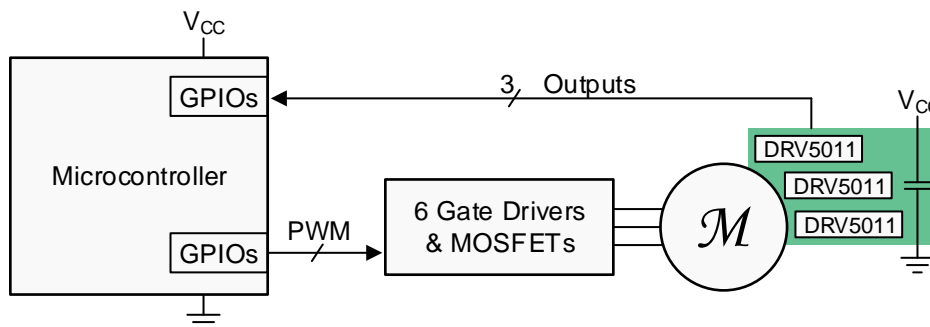 VCC
GPIOs
3 Outputs
VCC
DRV5011
Microcontroller
DRV5011
6 Gate Drivers
& MOSFETs
M
DRV5011
PWM
GPIOs